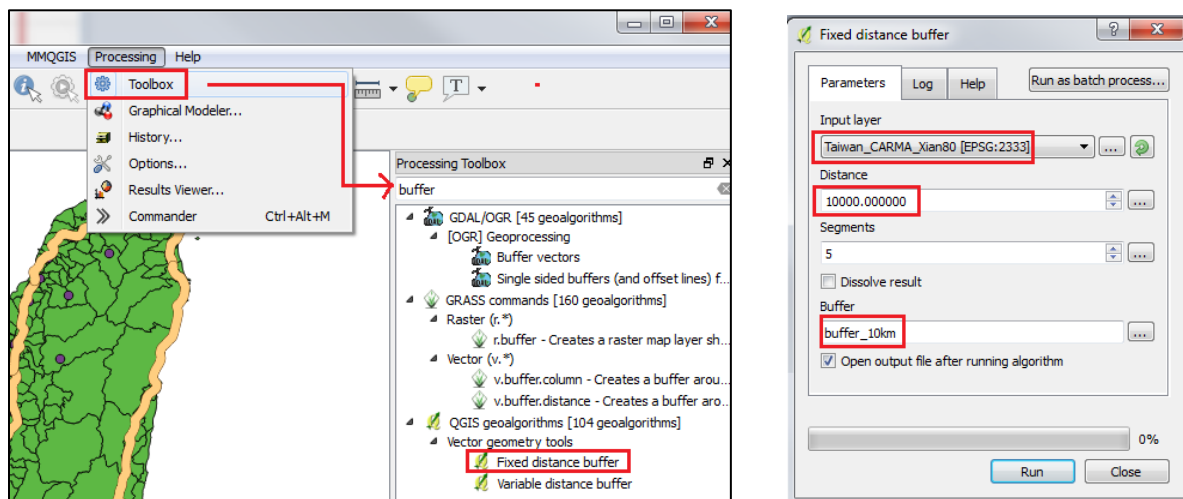 MMQGIS Processing Help
Toolbox
Graphical Modeler...
History...
Options...
Results Viewer...
Commander Ctrl+Alt+M
T
Processing Toolbox
buffer
GDAL/OGR [45 geoalgorithms]
[OGR] Geoprocessing
Buffer vectors
Single sided buffers (and offset lines) f...
GRASS commands [160 geoalgorithms]
Raster (r.*)
r.buffer - Creates a raster map layer sh...
Vector (v.*)
v.buffer.column - Creates a buffer arou...
v.buffer.distance - Creates a buffer aro...
QGIS geoalgorithms [104 geoalgorithms]
Vector geometry tools
Fixed distance buffer
Variable distance buffer
Fixed distance buffer
Parameters Log Help Run as batch process...
Input layer
Taiwan_CARMA_Xian80 [EPSG:2333] ...
Distance
10000.000000 ...
Segments
5 ...
Dissolve result
Buffer
buffer_10km ...
Open output file after running algorithm
0%
Run Close